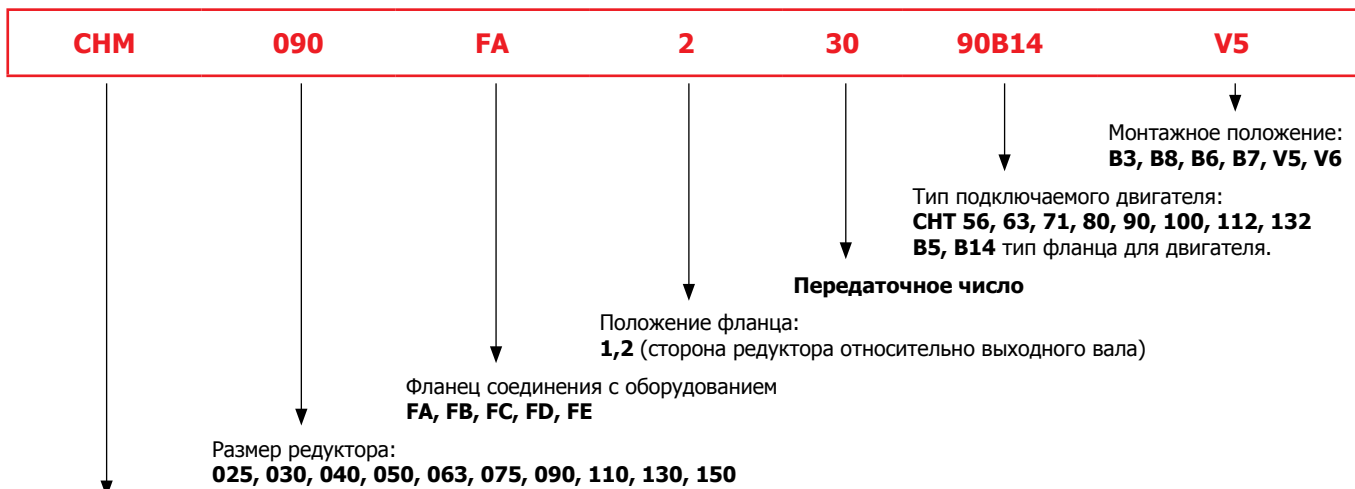 CHM 090 FA 2 30 90B14 V5
Монтажное положение:
B3, B8, B6, B7, V5, V6
Тип подключаемого двигателя:
CHT 56, 63, 71, 80, 90, 100, 112, 132
B5, B14 тип фланца для двигателя.
Передаточное число
Положение фланца:
1,2 (сторона редуктора относительно выходного вала)
Фланец соединения с оборудованием
FA, FB, FC, FD, FE
Размер редуктора:
025, 030, 040, 050, 063, 075, 090, 110, 130, 150